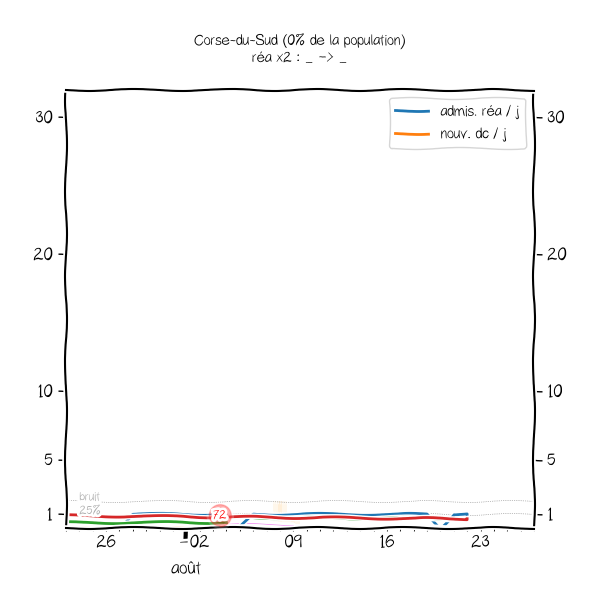 Corse-du-Sud (0% de la population)
réa x2 : _ -> _
admis. réa / j
nouv. dc / j
30
30
20
20
10
10
5
5
bruit
25%
72
1
1
26
02
09
16
23
août